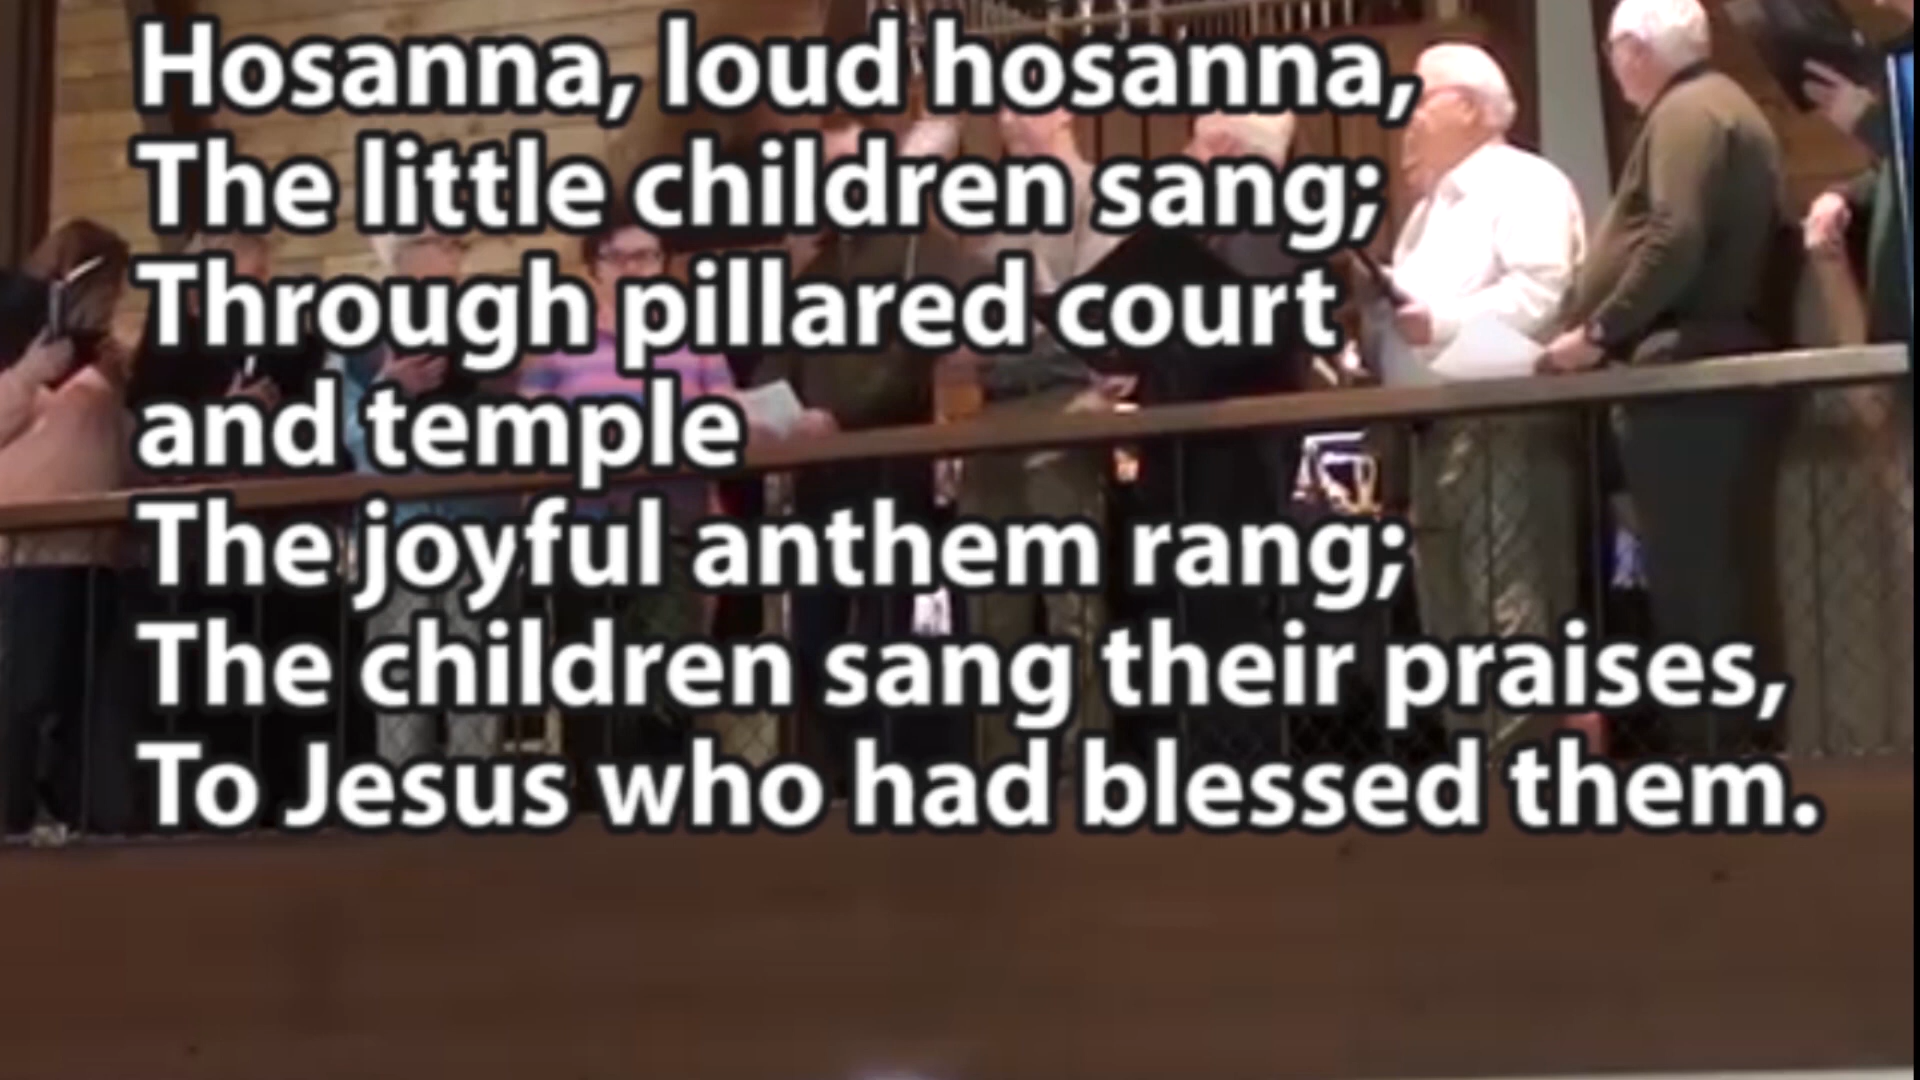 Hosanna, loud hosanna,
The little children sang;
Through pillared court
and temple
The joyful anthem rang;
The children sang their praises,
To Jesus who had blessed them.